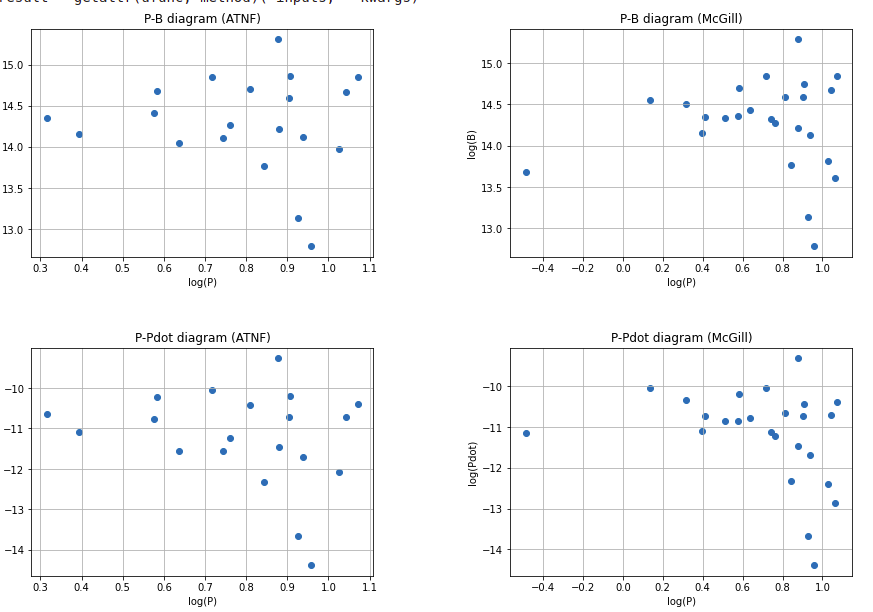 result = getattr(ufunc, method)(*inputs, **kwargs)
P-B diagram (ATNF)
15.0
14.5
14.0
13.5
13.0
0.3 0.4 0.5 0.6 0.7 0.8 0.9 1.0 1.1
log(P)
P-B diagram (McGill)
log(B)
15.0
14.5
14.0
13.5
13.0
−0.4 −0.2 0.0 0.2 0.4 0.6 0.8 1.0
log(P)
P-Pdot diagram (ATNF)
−10
−11
−12
−13
−14
0.3 0.4 0.5 0.6 0.7 0.8 0.9 1.0 1.1
log(P)
P-Pdot diagram (McGill)
log(Pdot)
−10
−11
−12
−13
−14
−0.4 −0.2 0.0 0.2 0.4 0.6 0.8 1.0
log(P)